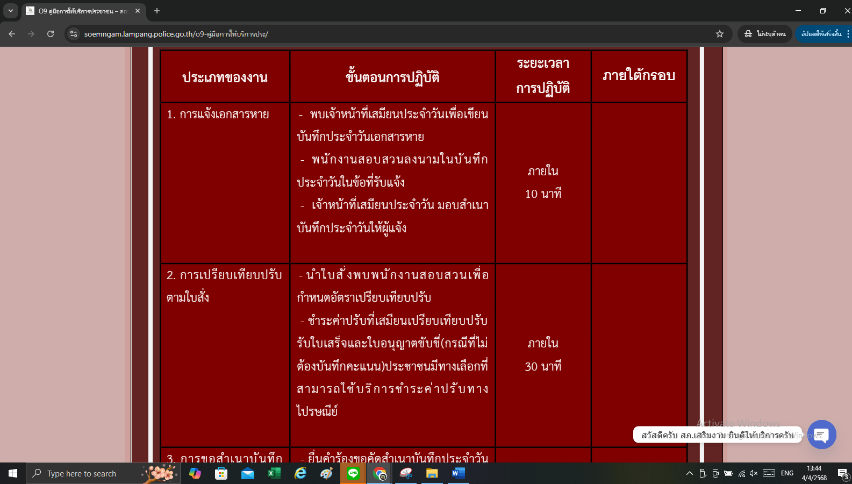 O9 คู่มือการให้บริการประชาชน – สภ
soemngam.lampang.police.go.th/o9-คู่มือการให้บริการประช/
ไม่ระบุตัวตน
ประเภทของงาน
ขั้นตอนการปฏิบัติ
ระยะเวลา
การปฏิบัติ
ภายใต้กรอบ
1. การแจ้งเอกสารหาย
- พบเจ้าหน้าที่เสมียนประจำวันเพื่อเขียน
บันทึกประจำวันเอกสารหาย
- พนักงานสอบสวนลงนามในบันทึก
ประจำวันในข้อที่รับแจ้ง
- เจ้าหน้าที่เสมียนประจำวัน มอบสำเนา
บันทึกประจำวันให้ผู้แจ้ง
ภายใน
10 นาที
2. การเปรียบเทียบปรับ
ตามใบสั่ง
- นำใบสั่งพบพนักงานสอบสวนเพื่อ
กำหนดอัตราเปรียบเทียบปรับ
- ชำระค่าปรับที่เสมียนเปรียบเทียบปรับ
รับใบเสร็จและใบอนุญาตขับขี่(กรณีที่ไม่
ต้องบันทึกคะแนน)ประชาชนมีทางเลือกที่
สามารถใช้บริการชำระค่าปรับทาง
ไปรษณีย์
ภายใน
30 นาที
3. การขอสำเนาบันทึก
- ยื่นคำร้องขอคัดสำเนาบันทึกประจำวัน
Activate Windows
สวัสดีครับ สภ.เสริมงาม ยินดีให้บริการครับ
Type here to search
ENG
13:44
4/4/2568
3